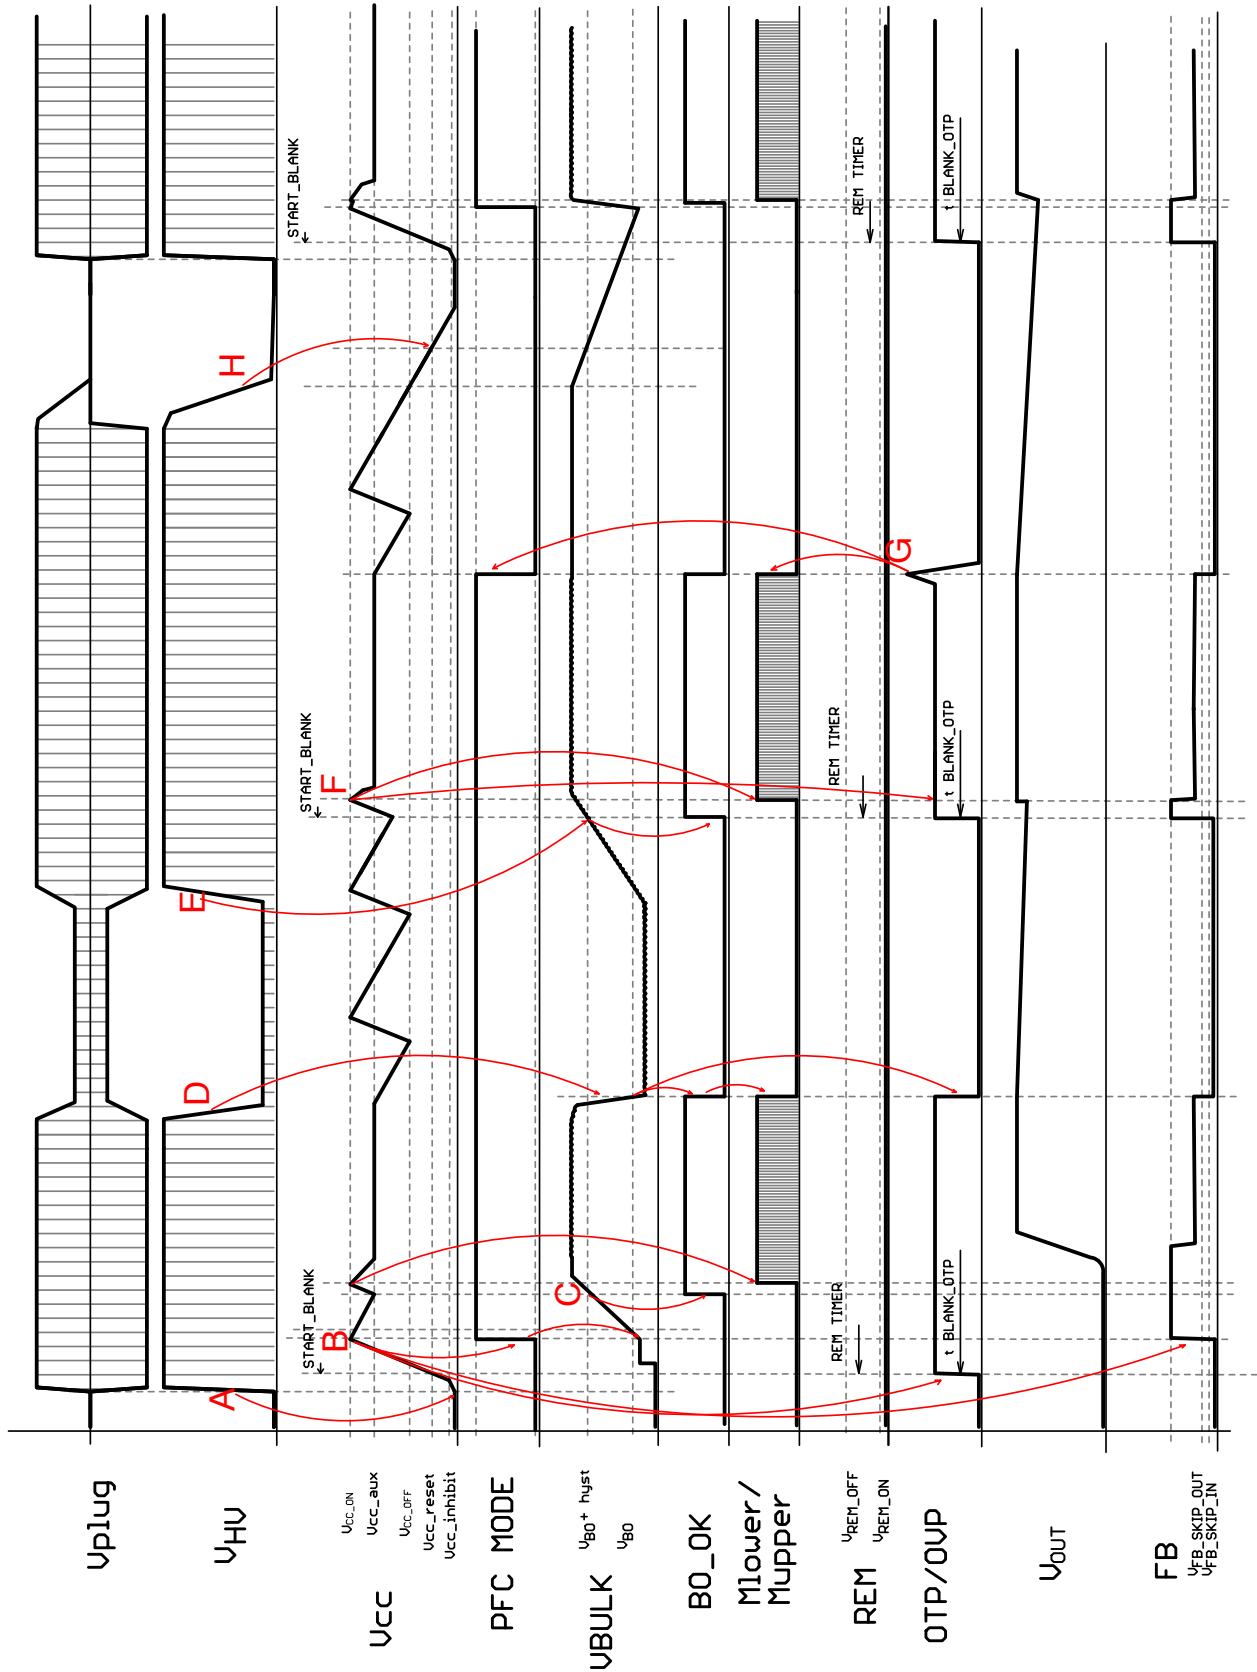 Vplug
VHV
Vcc
VCC_ON
Vcc_aux
VCC_OFF
Vcc_reset
Vcc_inhibit
PFC MODE
VBULK
VBO+ hyst
VBO
BO_OK
Mlower/
Mupper
REM
VREM_OFF
VREM_ON
OTP/OVP
VOUT
FB
VFB_SKIP_OUT
VFB_SKIP_IN
A
B
C
D
E
F
G
H
START_BLANK
START_BLANK
START_BLANK
REM TIMER
REM TIMER
REM TIMER
t BLANK_OTP
t BLANK_OTP
t BLANK_OTP